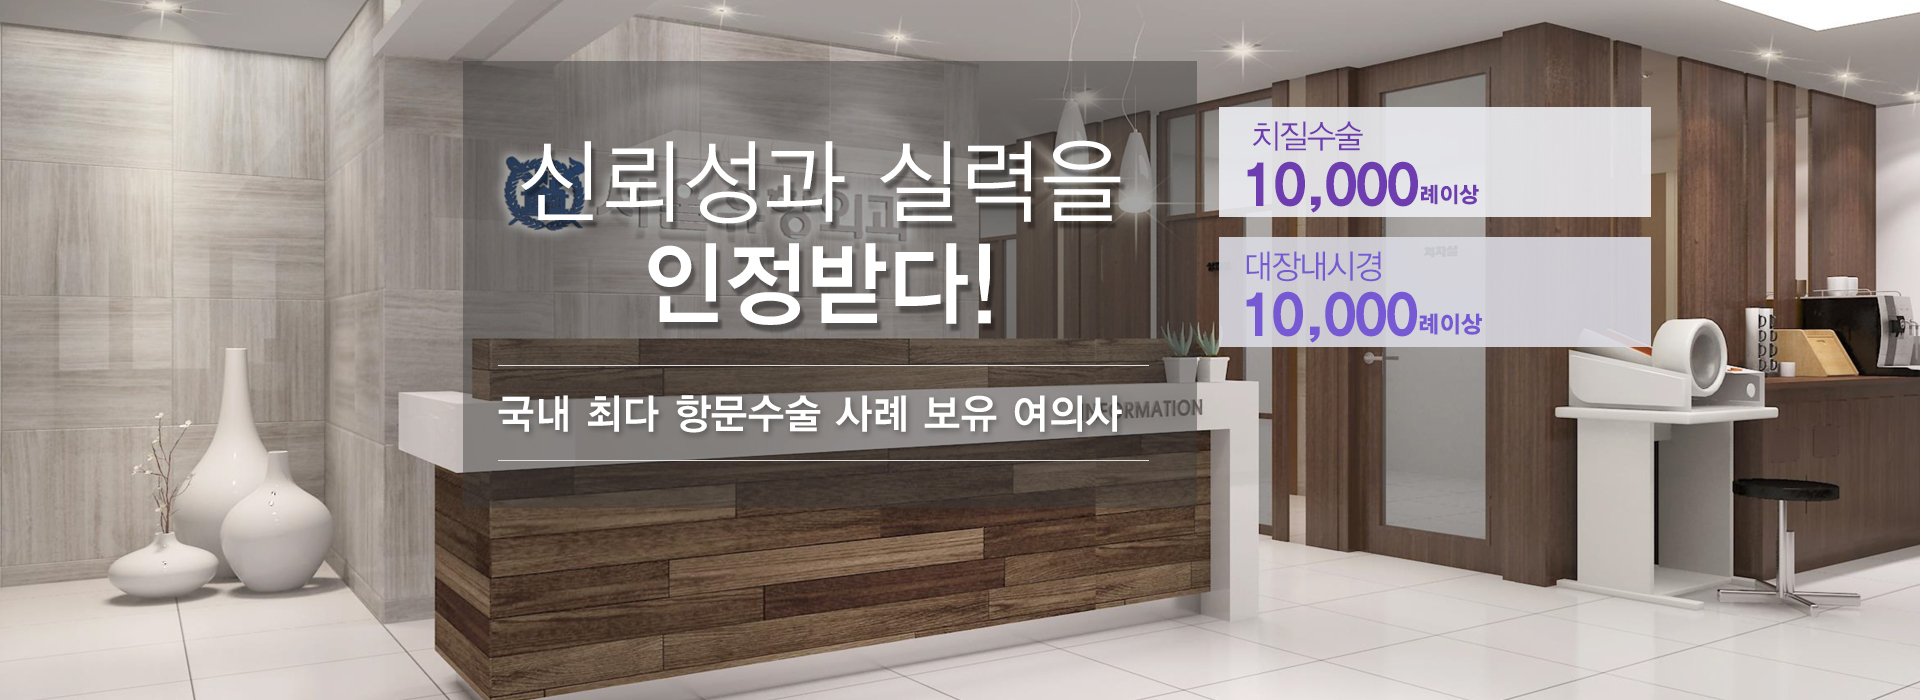 신뢰성과 실력을
인정받다!
국내 최다 항문수술 사례 보유 여의사
INFORMATION
치질수술
10,000례이상
대장내시경
10,000례이상